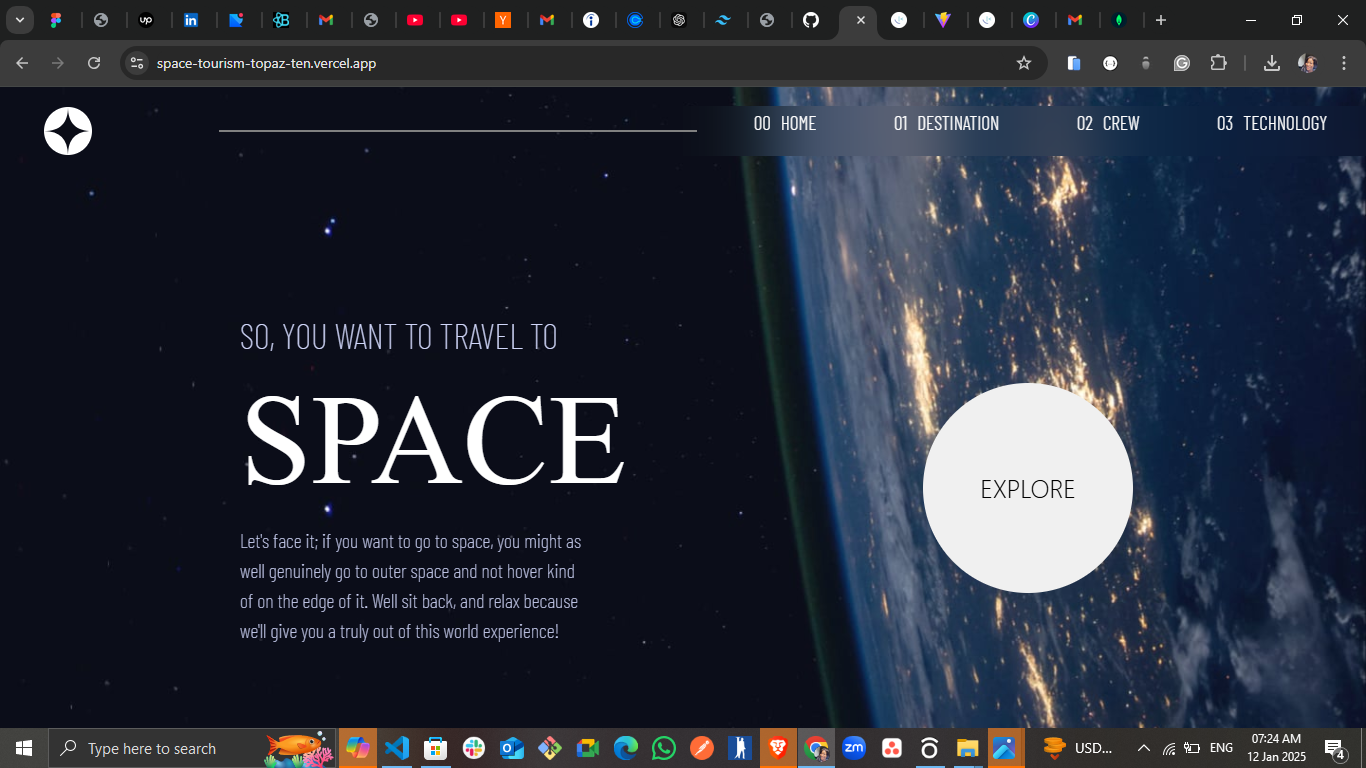 up
in
Y
C
space-tourism-topaz-ten.vercel.app
00 HOME 01 DESTINATION 02 CREW 03 TECHNOLOGY
SO, YOU WANT TO TRAVEL TO
SPACE
Let's face it; if you want to go to space, you might as
well genuinely go to outer space and not hover kind
of on the edge of it. Well sit back, and relax because
we'll give you a truly out of this world experience!
EXPLORE
Type here to search
zm
USD...
ENG
07:24 AM
12 Jan 2025
4